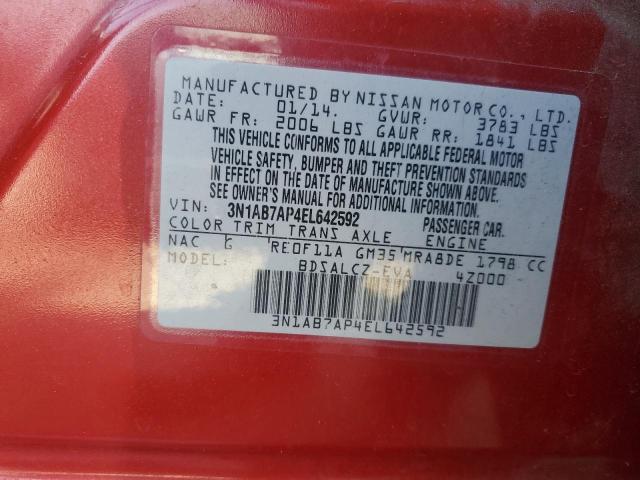 MANUFACTURED BY NISSAN MOTOR CO., LTD.
DATE: 01/14. GVWR: 3783 LBS
GAWR FR: 2006 LBS GAWR RR: 1841 LBS
THIS VEHICLE CONFORMS TO ALL APPLICABLE FEDERAL MOTOR
VEHICLE SAFETY, BUMPER AND THEFT PREVENTION STANDARDS
IN EFFECT ON THE DATE OF MANUFACTURE SHOWN ABOVE.
SEE OWNER'S MANUAL FOR ADDITIONAL INFORMATION.
VIN: 3N1AB7AP4EL642592 PASSENGER CAR
COLOR TRIM TRANS AXLE ENGINE
NAC G RE0F11A GM35 MRA8DE 1798 CC
MODEL: BDSALCZ-EVA 4Z000
3N1AB7AP4EL642592